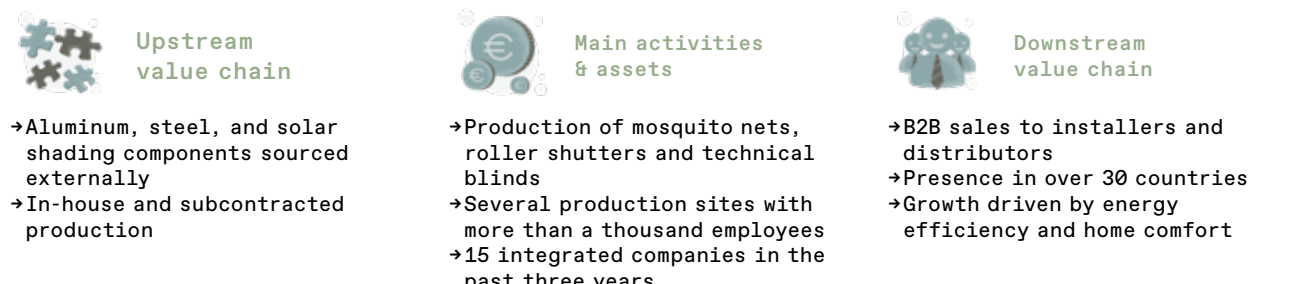 Upstream
value chain
→Aluminum, steel, and solar
shading components sourced
externally
→In-house and subcontracted
production
Main activities
& assets
→Production of mosquito nets,
roller shutters and technical
blinds
→Several production sites with
more than a thousand employees
→15 integrated companies in the
past three years
Downstream
value chain
→B2B sales to installers and
distributors
→Presence in over 30 countries
→Growth driven by energy
efficiency and home comfort